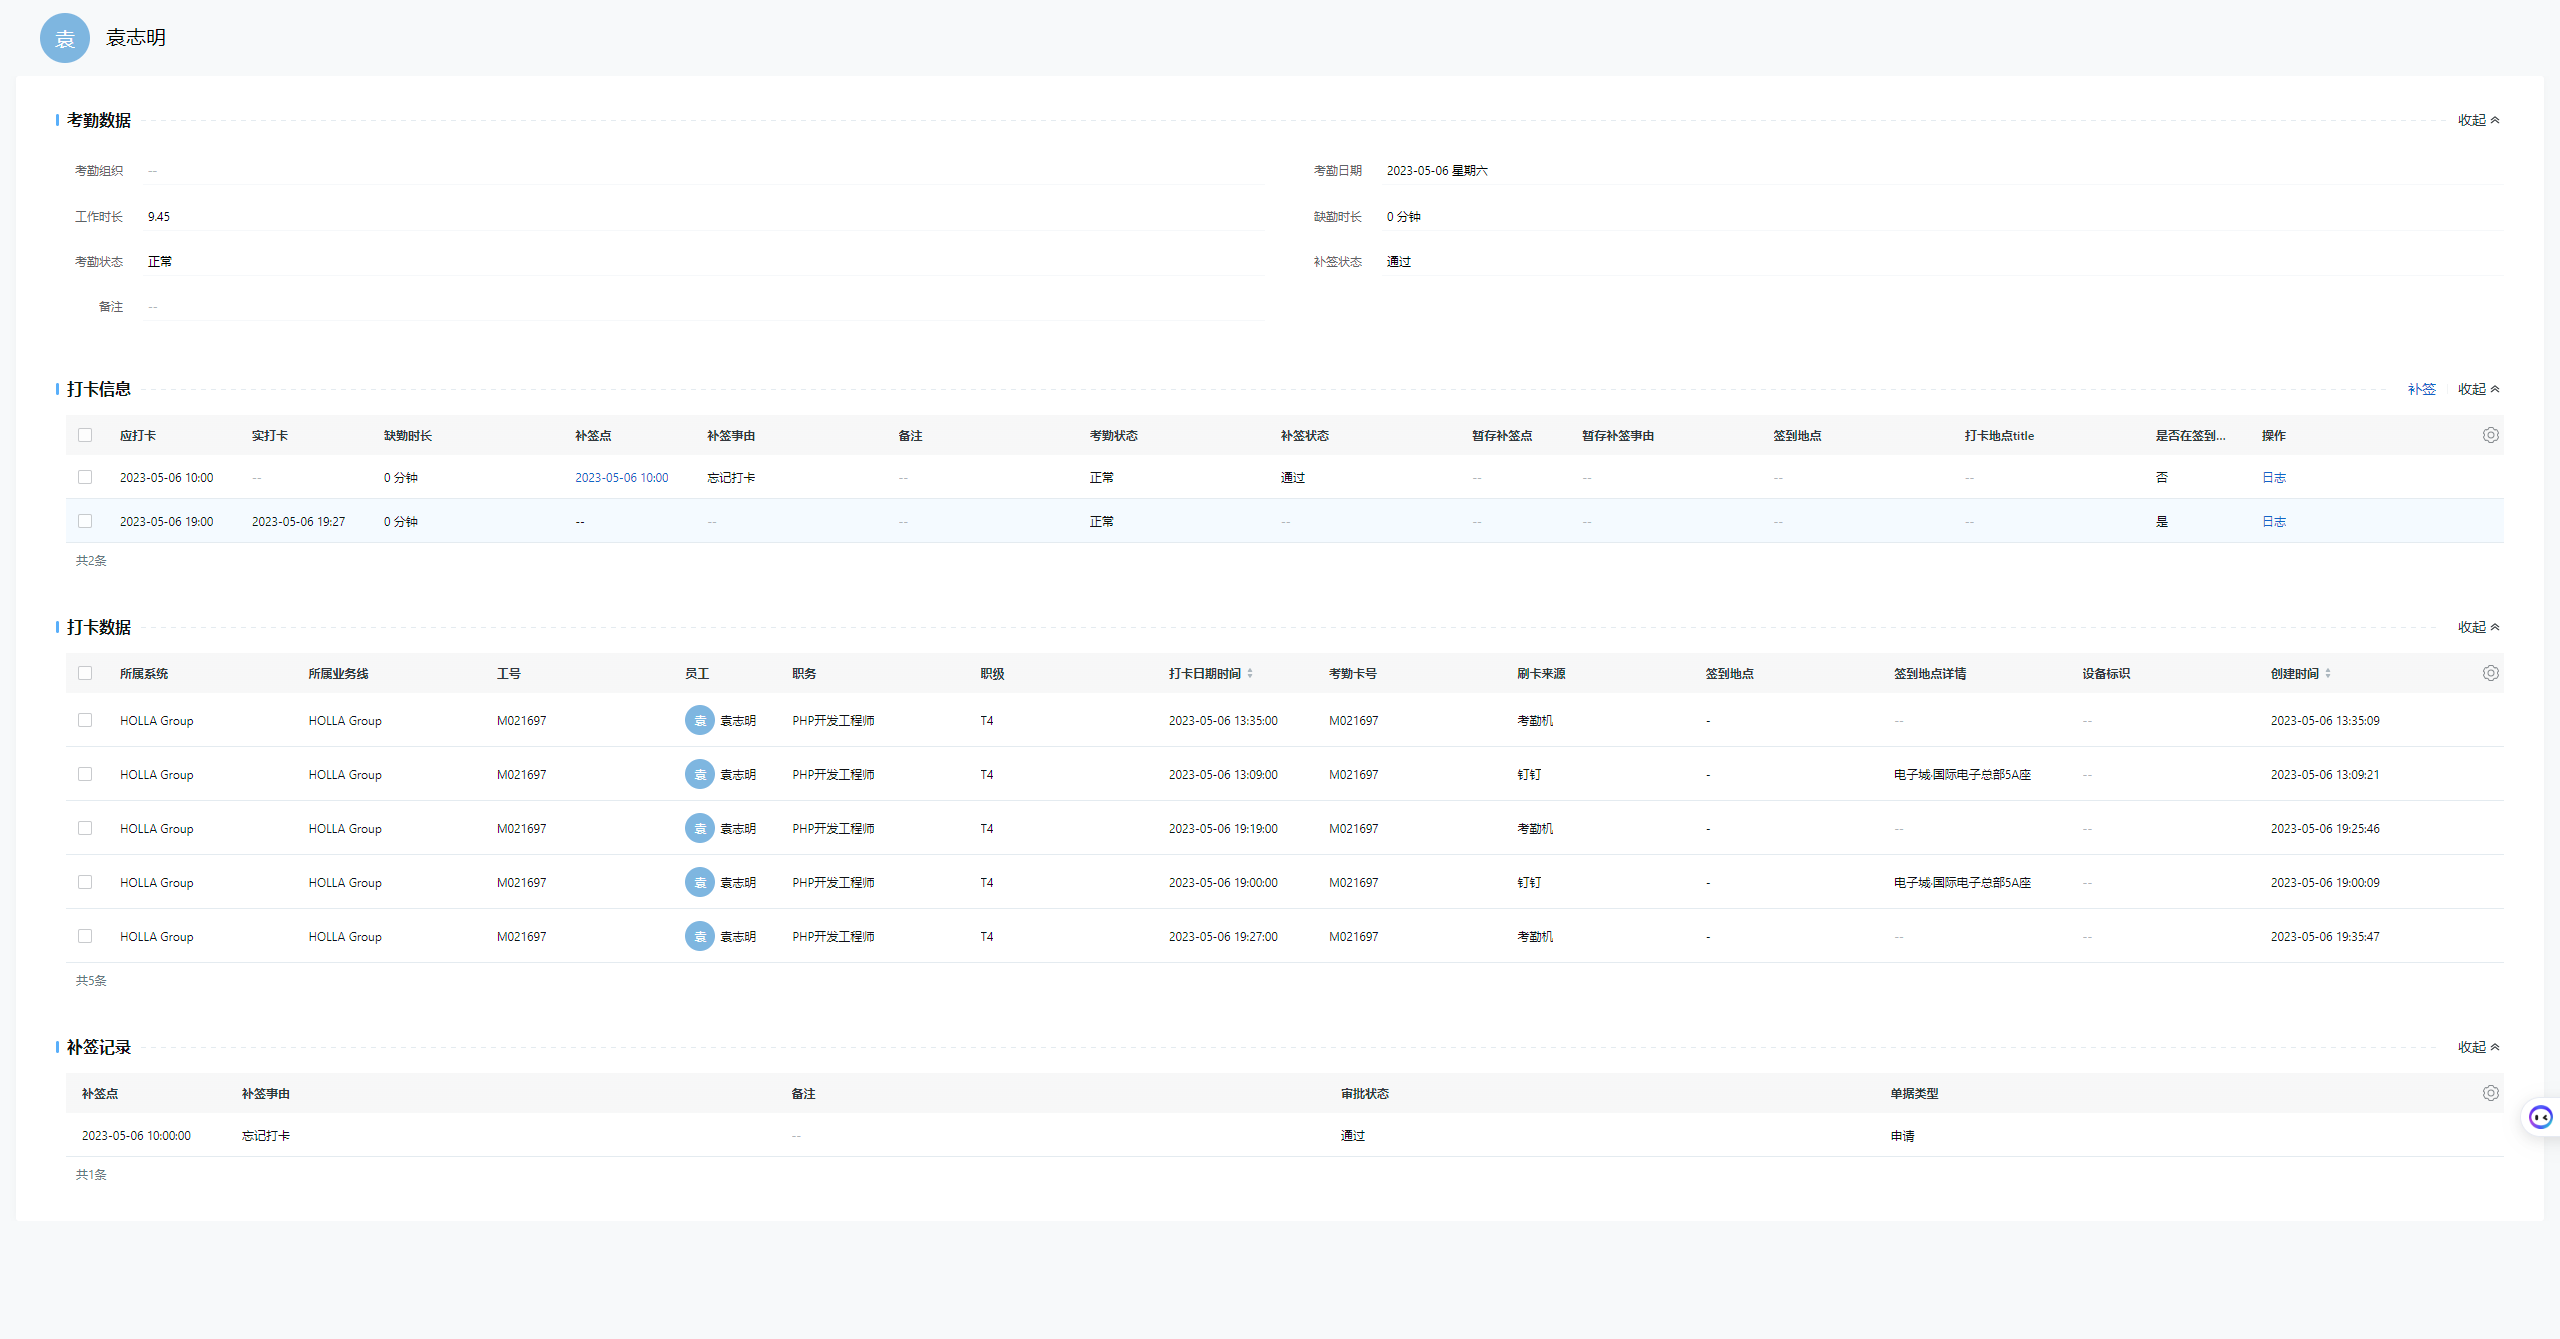 袁 袁志明
考勤数据 收起
考勤组织 -- 考勤日期 2023-05-06 星期六
工作时长 9.45 缺勤时长 0 分钟
考勤状态 正常 补签状态 通过
备注 --
打卡信息 补签 收起
应打卡 实打卡 缺勤时长 补签点 补签事由 备注 考勤状态 补签状态 暂存补签点 暂存补签事由 签到地点 打卡地点title 是否在签到... 操作
2023-05-06 10:00 -- 0 分钟 2023-05-06 10:00 忘记打卡 -- 正常 通过 -- -- -- -- 否 日志
2023-05-06 19:00 2023-05-06 19:27 0 分钟 -- -- -- 正常 -- -- -- -- -- 是 日志
共2条
打卡数据 收起
所属系统 所属业务线 工号 员工 职务 职级 打卡日期时间 考勤卡号 刷卡来源 签到地点 签到地点详情 设备标识 创建时间
HOLLA Group HOLLA Group M021697 袁 袁志明 PHP开发工程师 T4 2023-05-06 13:35:00 M021697 考勤机 - -- -- 2023-05-06 13:35:09
HOLLA Group HOLLA Group M021697 袁 袁志明 PHP开发工程师 T4 2023-05-06 13:09:00 M021697 钉钉 - 电子城·国际电子总部5A座 -- 2023-05-06 13:09:21
HOLLA Group HOLLA Group M021697 袁 袁志明 PHP开发工程师 T4 2023-05-06 19:19:00 M021697 考勤机 - -- -- 2023-05-06 19:25:46
HOLLA Group HOLLA Group M021697 袁 袁志明 PHP开发工程师 T4 2023-05-06 19:00:00 M021697 钉钉 - 电子城·国际电子总部5A座 -- 2023-05-06 19:00:09
HOLLA Group HOLLA Group M021697 袁 袁志明 PHP开发工程师 T4 2023-05-06 19:27:00 M021697 考勤机 - -- -- 2023-05-06 19:35:47
共5条
补签记录 收起
补签点 补签事由 备注 审批状态 单据类型
2023-05-06 10:00:00 忘记打卡 -- 通过 申请
共1条